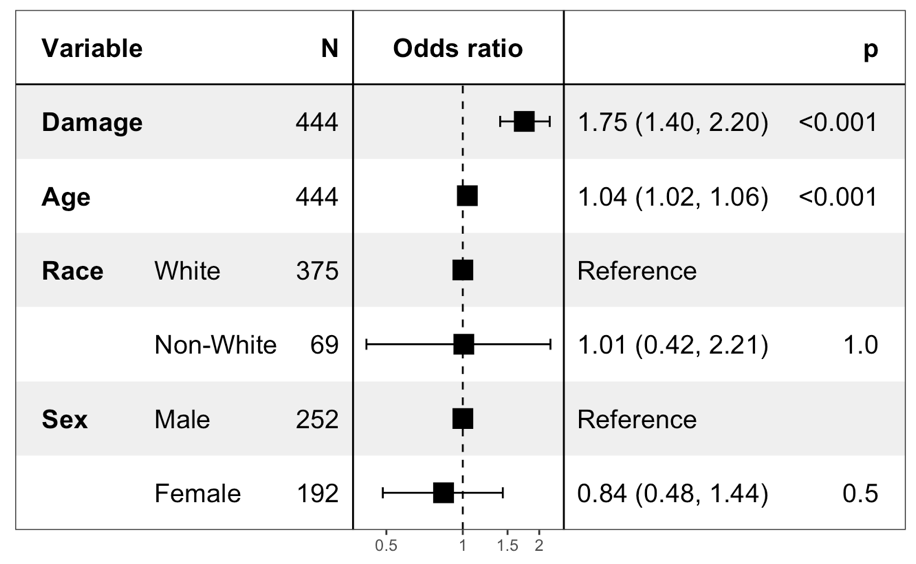 Variable N Odds ratio p
Damage 444 1.75 (1.40, 2.20) <0.001
Age 444 1.04 (1.02, 1.06) <0.001
Race White 375 Reference
Non-White 69 1.01 (0.42, 2.21) 1.0
Sex Male 252 Reference
Female 192 0.84 (0.48, 1.44) 0.5
0.5 1 1.5 2